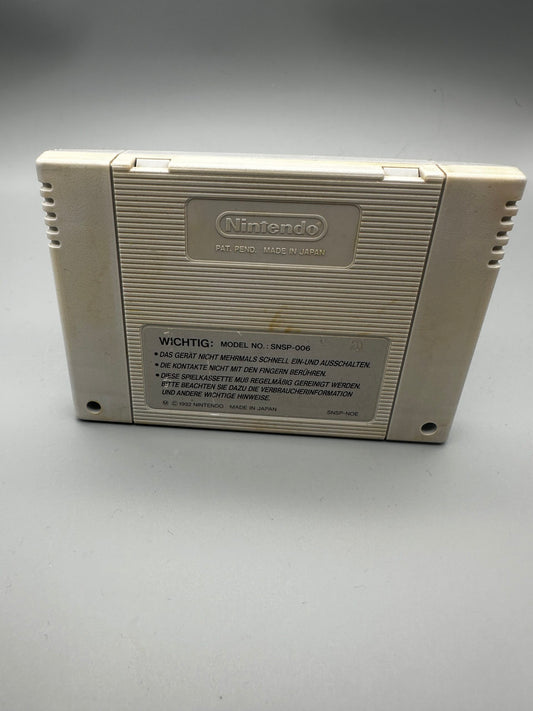 Nintendo
PAT. PEND. MADE IN JAPAN
WICHTIG: MODEL NO.: SNSP-006
• DAS GERÄT NICHT MEHRMALS SCHNELL EIN-UND AUSSCHALTEN.
• DIE KONTAKTE NICHT MIT DEN FINGERN BERÜHREN.
• DIESE SPIELKASSETTE MUß REGELMÄßIG GEREINIGT WERDEN.
BITTE BEACHTEN SIE DAZU DIE VERBRAUCHERINFORMATION
UND ANDERE WICHTIGE HINWEISE.
M © 1992 NINTENDO MADE IN JAPAN SNSP-NOE